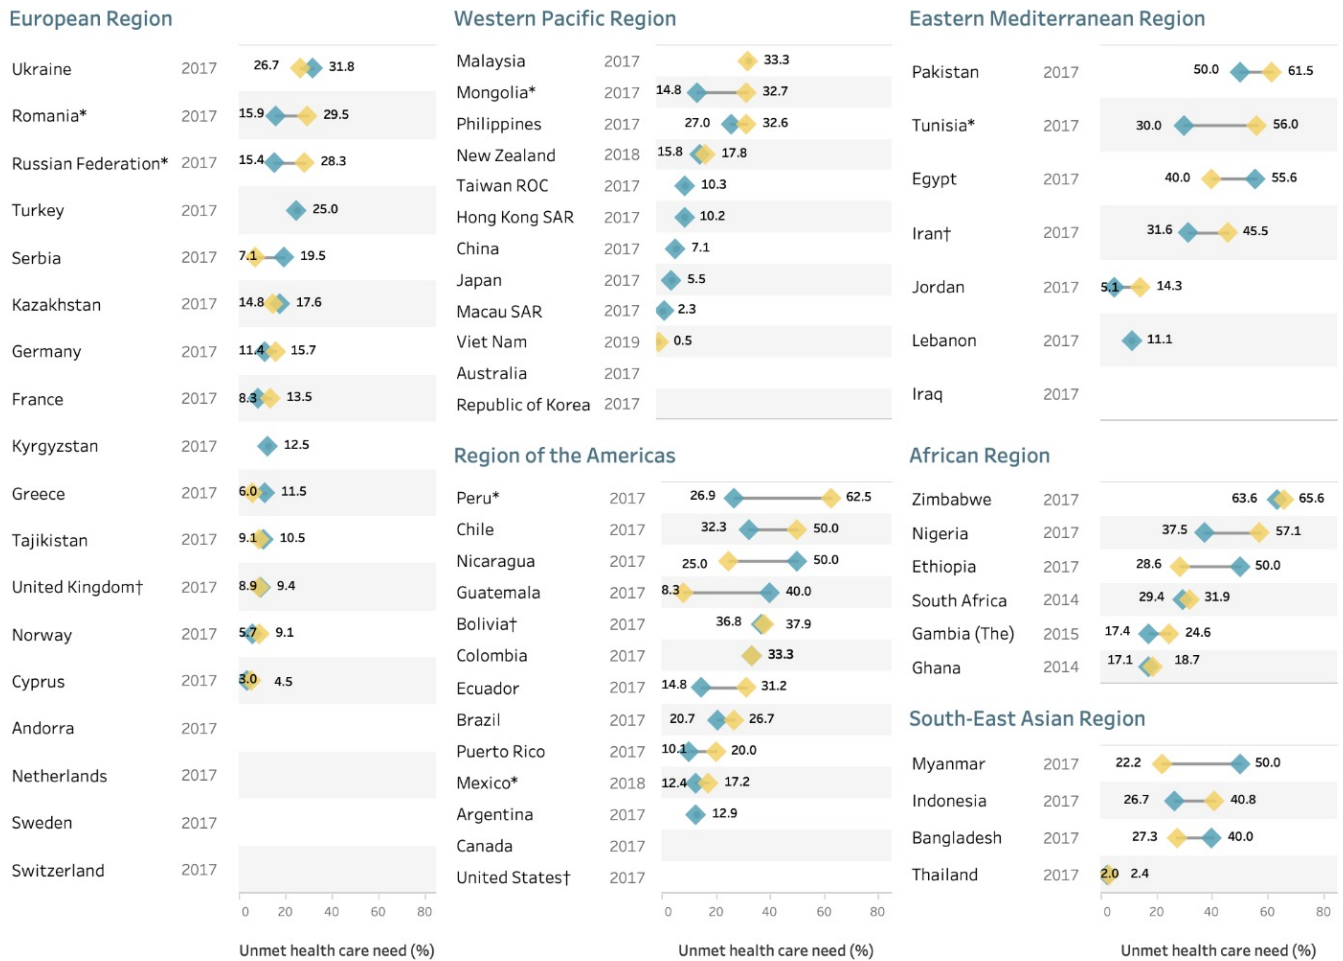 European Region
Ukraine 2017 26.7 31.8
Romania* 2017 15.9 29.5
Russian Federation* 2017 15.4 28.3
Turkey 2017 25.0
Serbia 2017 7.1 19.5
Kazakhstan 2017 14.8 17.6
Germany 2017 11.4 15.7
France 2017 8.3 13.5
Kyrgyzstan 2017 12.5
Greece 2017 6.0 11.5
Tajikistan 2017 9.1 10.5
United Kingdom† 2017 8.9 9.4
Norway 2017 5.7 9.1
Cyprus 2017 3.0 4.5
Andorra 2017
Netherlands 2017
Sweden 2017
Switzerland 2017
0 20 40 60 80
Unmet health care need (%)
Western Pacific Region
Malaysia 2017 33.3
Mongolia* 2017 14.8 32.7
Philippines 2017 27.0 32.6
New Zealand 2018 15.8 17.8
Taiwan ROC 2017 10.3
Hong Kong SAR 2017 10.2
China 2017 7.1
Japan 2017 5.5
Macau SAR 2017 2.3
Viet Nam 2019 0.5
Australia 2017
Republic of Korea 2017
Region of the Americas
Peru* 2017 26.9 62.5
Chile 2017 32.3 50.0
Nicaragua 2017 25.0 50.0
Guatemala 2017 8.3 40.0
Bolivia† 2017 36.8 37.9
Colombia 2017 33.3
Ecuador 2017 14.8 31.2
Brazil 2017 20.7 26.7
Puerto Rico 2017 10.1 20.0
Mexico* 2018 12.4 17.2
Argentina 2017 12.9
Canada 2017
United States† 2017
0 20 40 60 80
Unmet health care need (%)
Eastern Mediterranean Region
Pakistan 2017 50.0 61.5
Tunisia* 2017 30.0 56.0
Egypt 2017 40.0 55.6
Iran† 2017 31.6 45.5
Jordan 2017 5.1 14.3
Lebanon 2017 11.1
Iraq 2017
African Region
Zimbabwe 2017 63.6 65.6
Nigeria 2017 37.5 57.1
Ethiopia 2017 28.6 50.0
South Africa 2014 29.4 31.9
Gambia (The) 2015 17.4 24.6
Ghana 2014 17.1 18.7
South-East Asian Region
Myanmar 2017 22.2 50.0
Indonesia 2017 26.7 40.8
Bangladesh 2017 27.3 40.0
Thailand 2017 2.0 2.4
0 20 40 60 80
Unmet health care need (%)